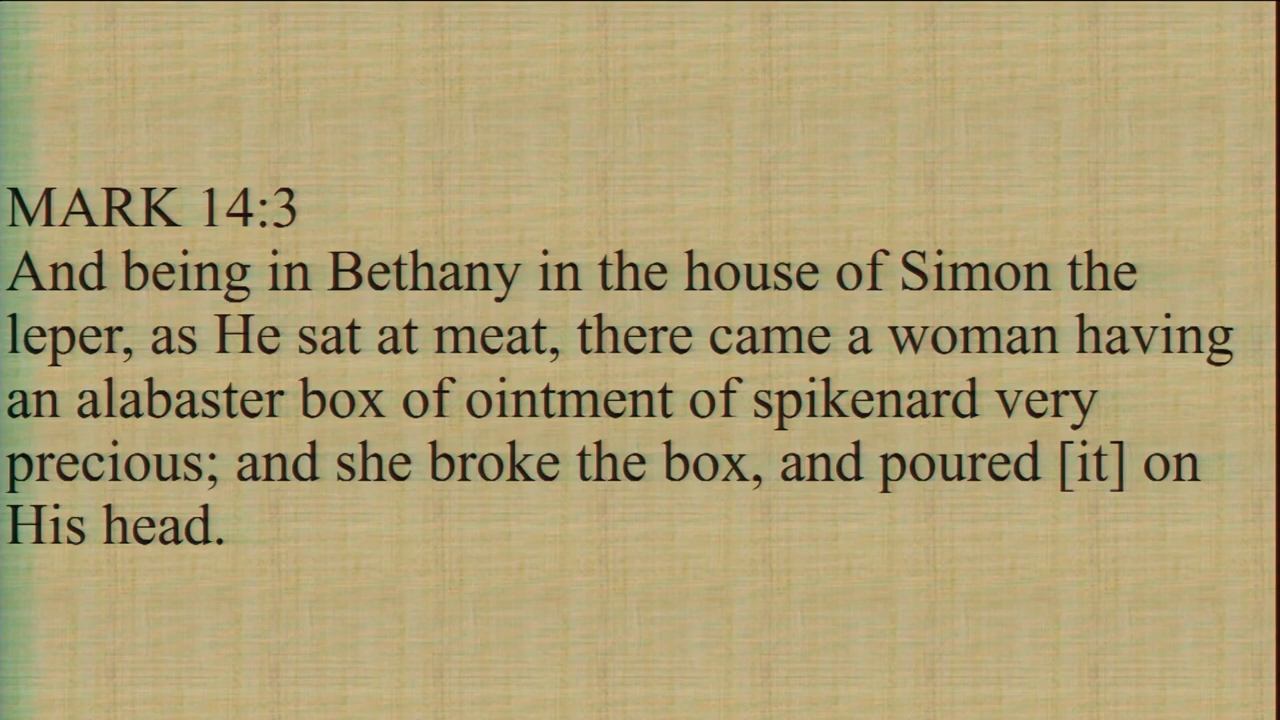 MARK 14:3
And being in Bethany in the house of Simon the
leper, as He sat at meat, there came a woman having
an alabaster box of ointment of spikenard very
precious; and she broke the box, and poured [it] on
His head.